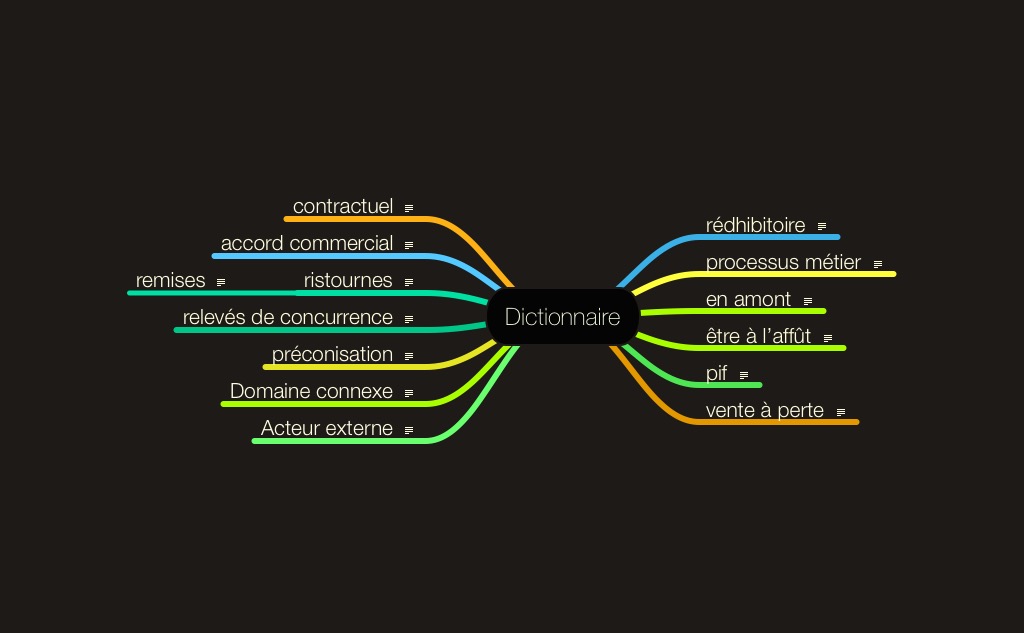 contractuel
accord commercial
remises
ristournes
relevés de concurrence
préconisation
Domaine connexe
Acteur externe
Dictionnaire
rédhibitoire
processus métier
en amont
être à l'affût
pif
vente à perte